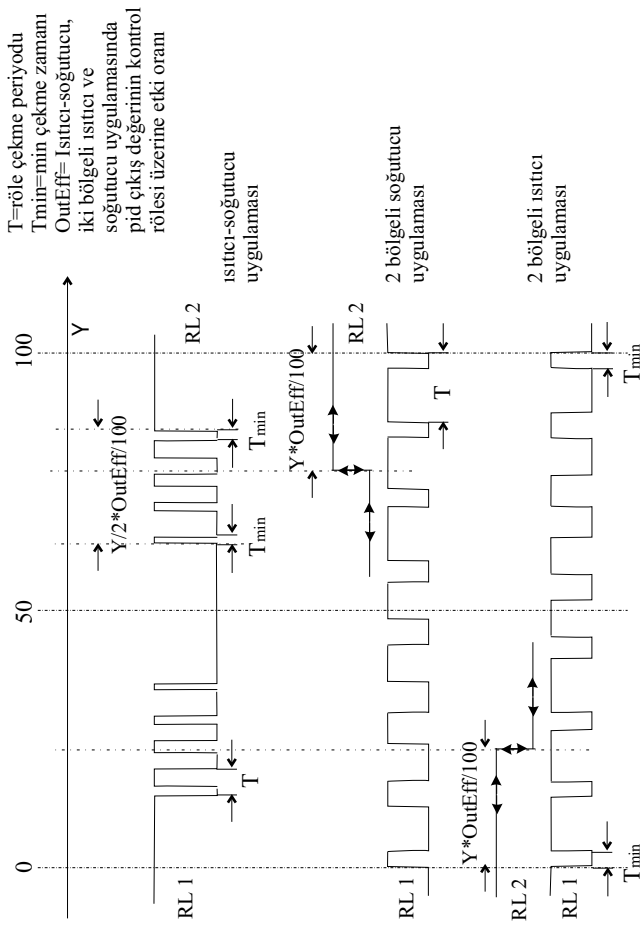 T=röle çekme periyodu
Tmin=min çekme zamanı
OutEff= Isıtıcı-soğutucu,
iki bölgeli ısıtıcı ve
soğutucu uygulamasında
pid çıkış değerinin kontrol
rölesi üzerine etki oranı
0
50
100
Y
Y/2*OutEff/100
RL 1
RL 2
T
Tmin
Tmin
ısıtıcı-soğutucu
uygulaması
Y*OutEff/100
RL 2
RL 1
T
2 bölgeli soğutucu
uygulaması
Y*OutEff/100
RL 2
RL 1
Tmin
Tmin
2 bölgeli ısıtıcı
uygulaması